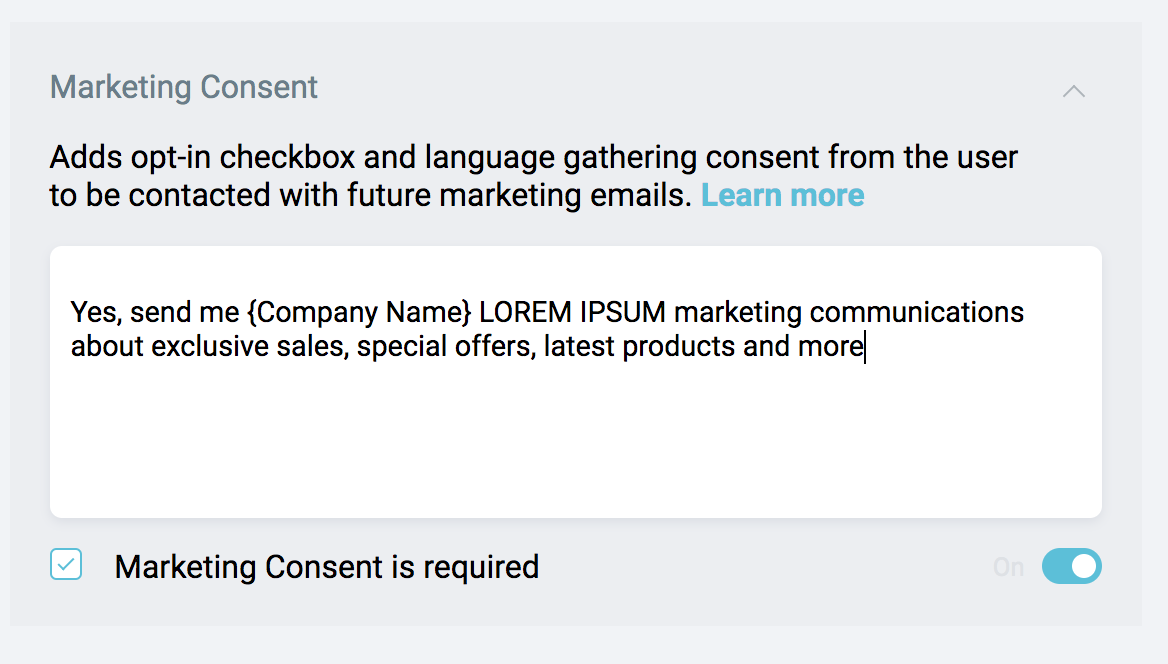 Marketing Consent
Adds opt-in checkbox and language gathering consent from the user
to be contacted with future marketing emails. Learn more
Yes, send me {Company Name} LOREM IPSUM marketing communications
about exclusive sales, special offers, latest products and more
Marketing Consent is required
On